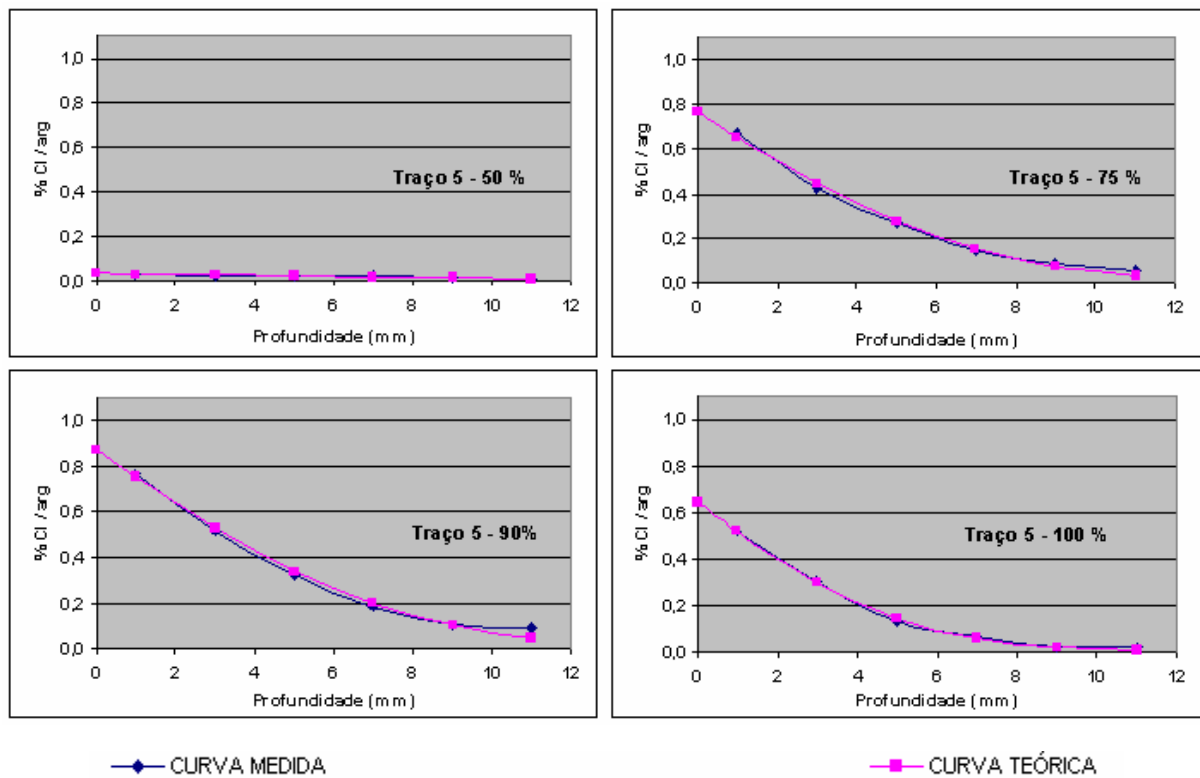 1,0
0,8
0,6
0,4
0,2
0,0
% Cl / arg
Traço 5 - 50 %
0 2 4 6 8 10 12
Profundidade (mm)
1,0
0,8
0,6
0,4
0,2
0,0
% Cl / arg
Traço 5 - 75 %
0 2 4 6 8 10 12
Profundidade (mm)
1,0
0,8
0,6
0,4
0,2
0,0
% Cl / arg
Traço 5 - 90%
0 2 4 6 8 10 12
Profundidade (mm)
1,0
0,8
0,6
0,4
0,2
0,0
% Cl / arg
Traço 5 - 100 %
0 2 4 6 8 10 12
Profundidade (mm)
CURVA MEDIDA
CURVA TEÓRICA